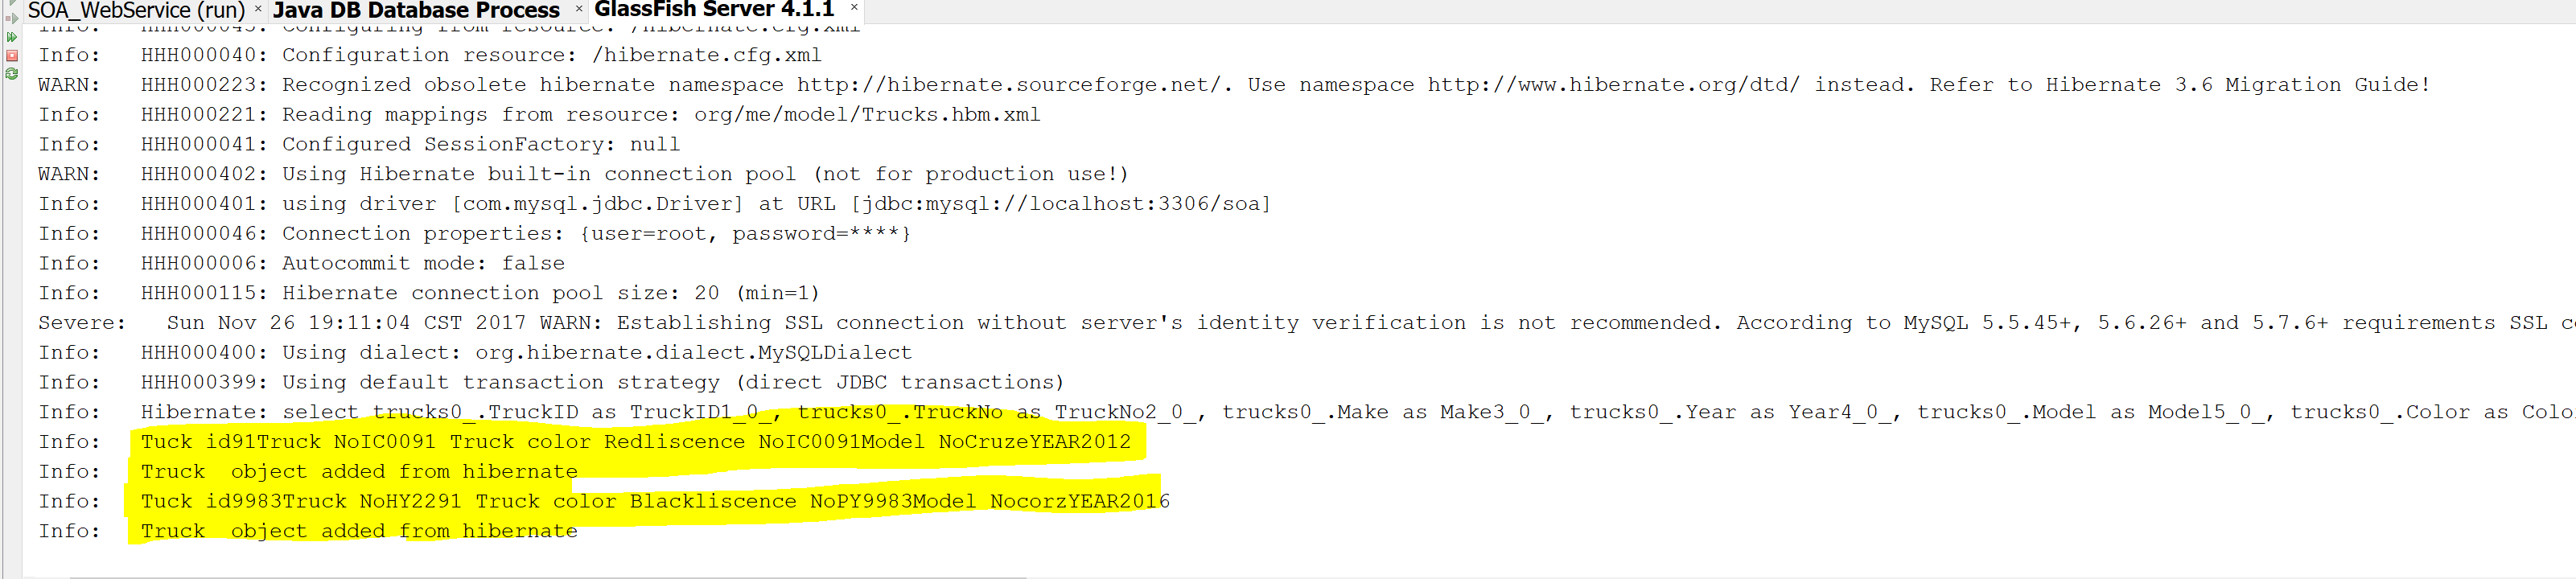 SOA_WebService (run) × Java DB Database Process × GlassFish Server 4.1.1 ×
Info: HHH000043: Configuring from resource: /hibernate.cfg.xml
Info: HHH000040: Configuration resource: /hibernate.cfg.xml
WARN: HHH000223: Recognized obsolete hibernate namespace http://hibernate.sourceforge.net/. Use namespace http://www.hibernate.org/dtd/ instead. Refer to Hibernate 3.6 Migration Guide!
Info: HHH000221: Reading mappings from resource: org/me/model/Trucks.hbm.xml
Info: HHH000041: Configured SessionFactory: null
WARN: HHH000402: Using Hibernate built-in connection pool (not for production use!)
Info: HHH000401: using driver [com.mysql.jdbc.Driver] at URL [jdbc:mysql://localhost:3306/soa]
Info: HHH000046: Connection properties: {user=root, password=****}
Info: HHH000006: Autocommit mode: false
Info: HHH000115: Hibernate connection pool size: 20 (min=1)
Severe: Sun Nov 26 19:11:04 CST 2017 WARN: Establishing SSL connection without server's identity verification is not recommended. According to MySQL 5.5.45+, 5.6.26+ and 5.7.6+ requirements SSL
Info: HHH000400: Using dialect: org.hibernate.dialect.MySQLDialect
Info: HHH000399: Using default transaction strategy (direct JDBC transactions)
Info: Hibernate: select trucks0_.TruckID as TruckID1_0_, trucks0_.TruckNo as TruckNo2_0_, trucks0_.Make as Make3_0_, trucks0_.Year as Year4_0_, trucks0_.Model as Model5_0_, trucks0_.Color as Colo
Info: Tuck id91Truck NoIC0091 Truck color Redliscence NoIC0091Model NoCruzeYEAR2012
Info: Truck object added from hibernate
Info: Tuck id9983Truck NoHY2291 Truck color Blackliscence NoPY9983Model NocorzYEAR2016
Info: Truck object added from hibernate